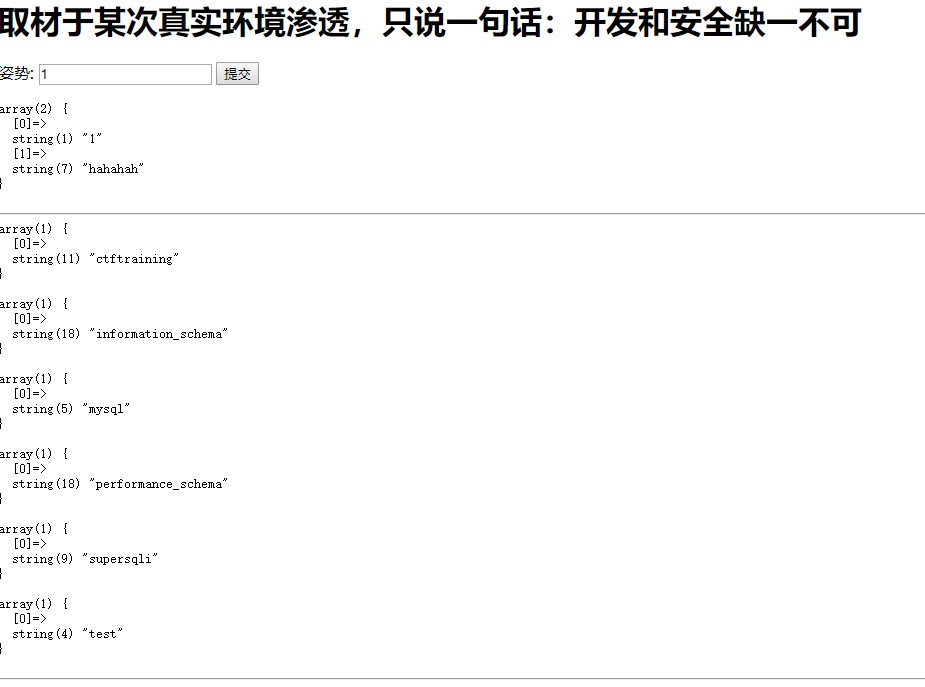 取材于某次真实环境渗透，只说一句话：开发和安全缺一不可
姿势: 1 提交
array(2) {
[0]=>
string(1) "1"
[1]=>
string(7) "hahahah"
}
array(1) {
[0]=>
string(11) "ctftraining"
}
array(1) {
[0]=>
string(18) "information_schema"
}
array(1) {
[0]=>
string(5) "mysql"
}
array(1) {
[0]=>
string(18) "performance_schema"
}
array(1) {
[0]=>
string(9) "supersqli"
}
array(1) {
[0]=>
string(4) "test"
}